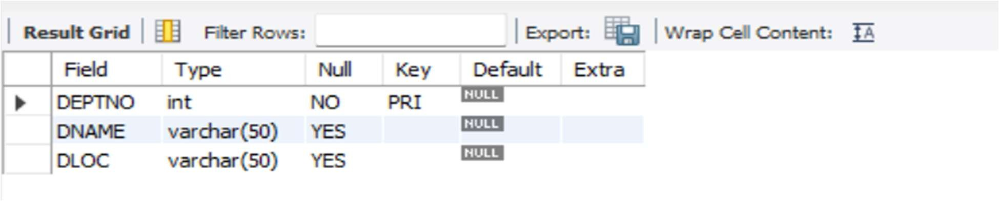 Result Grid Filter Rows: Export: Wrap Cell Content: A
Field Type Null Key Default Extra
DEPTNO int NO PRI NULL
DNAME varchar(50) YES NULL
DLOC varchar(50) YES NULL